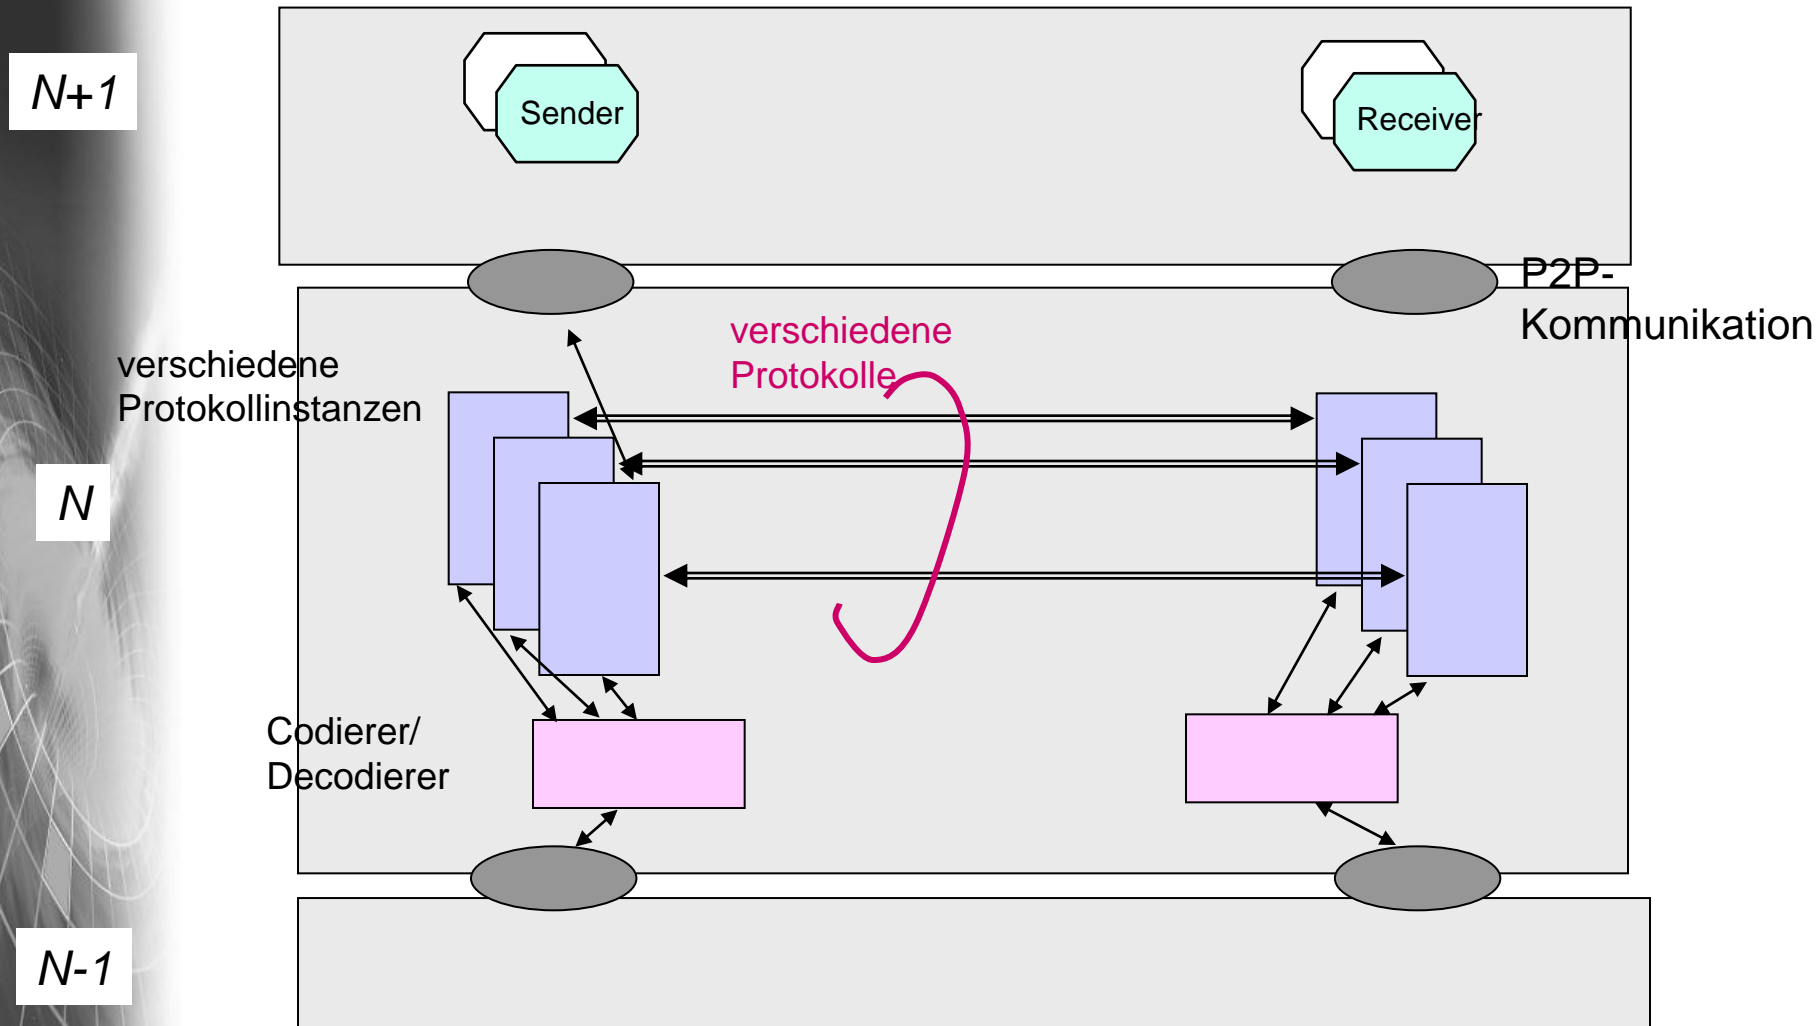 N+1
Sender
Receiver
P2P-
Kommunikation
verschiedene
Protokolle
verschiedene
Protokollinstanzen
N
Codierer/
Decodierer
N-1